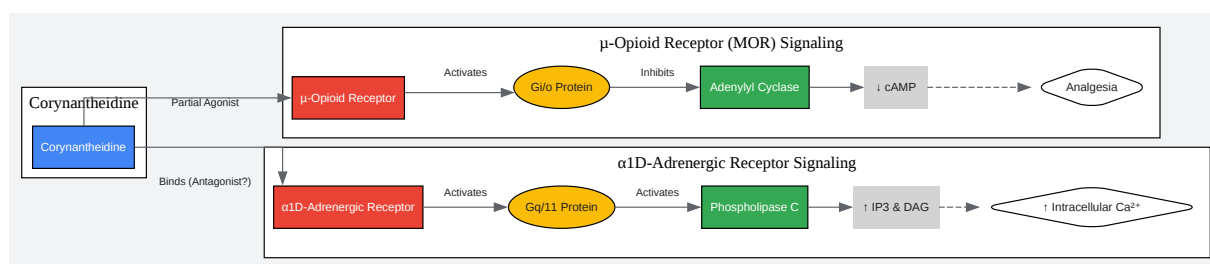 µ-Opioid Receptor (MOR) Signaling
Corynantheidine
Partial Agonist
µ-Opioid Receptor
Activates
Gi/o Protein
Inhibits
Adenylyl Cyclase
↓ cAMP
Analgesia
Corynantheidine
Binds (Antagonist?)
α1D-Adrenergic Receptor Signaling
α1D-Adrenergic Receptor
Activates
Gq/11 Protein
Activates
Phospholipase C
↑ IP3 & DAG
↑ Intracellular Ca²⁺